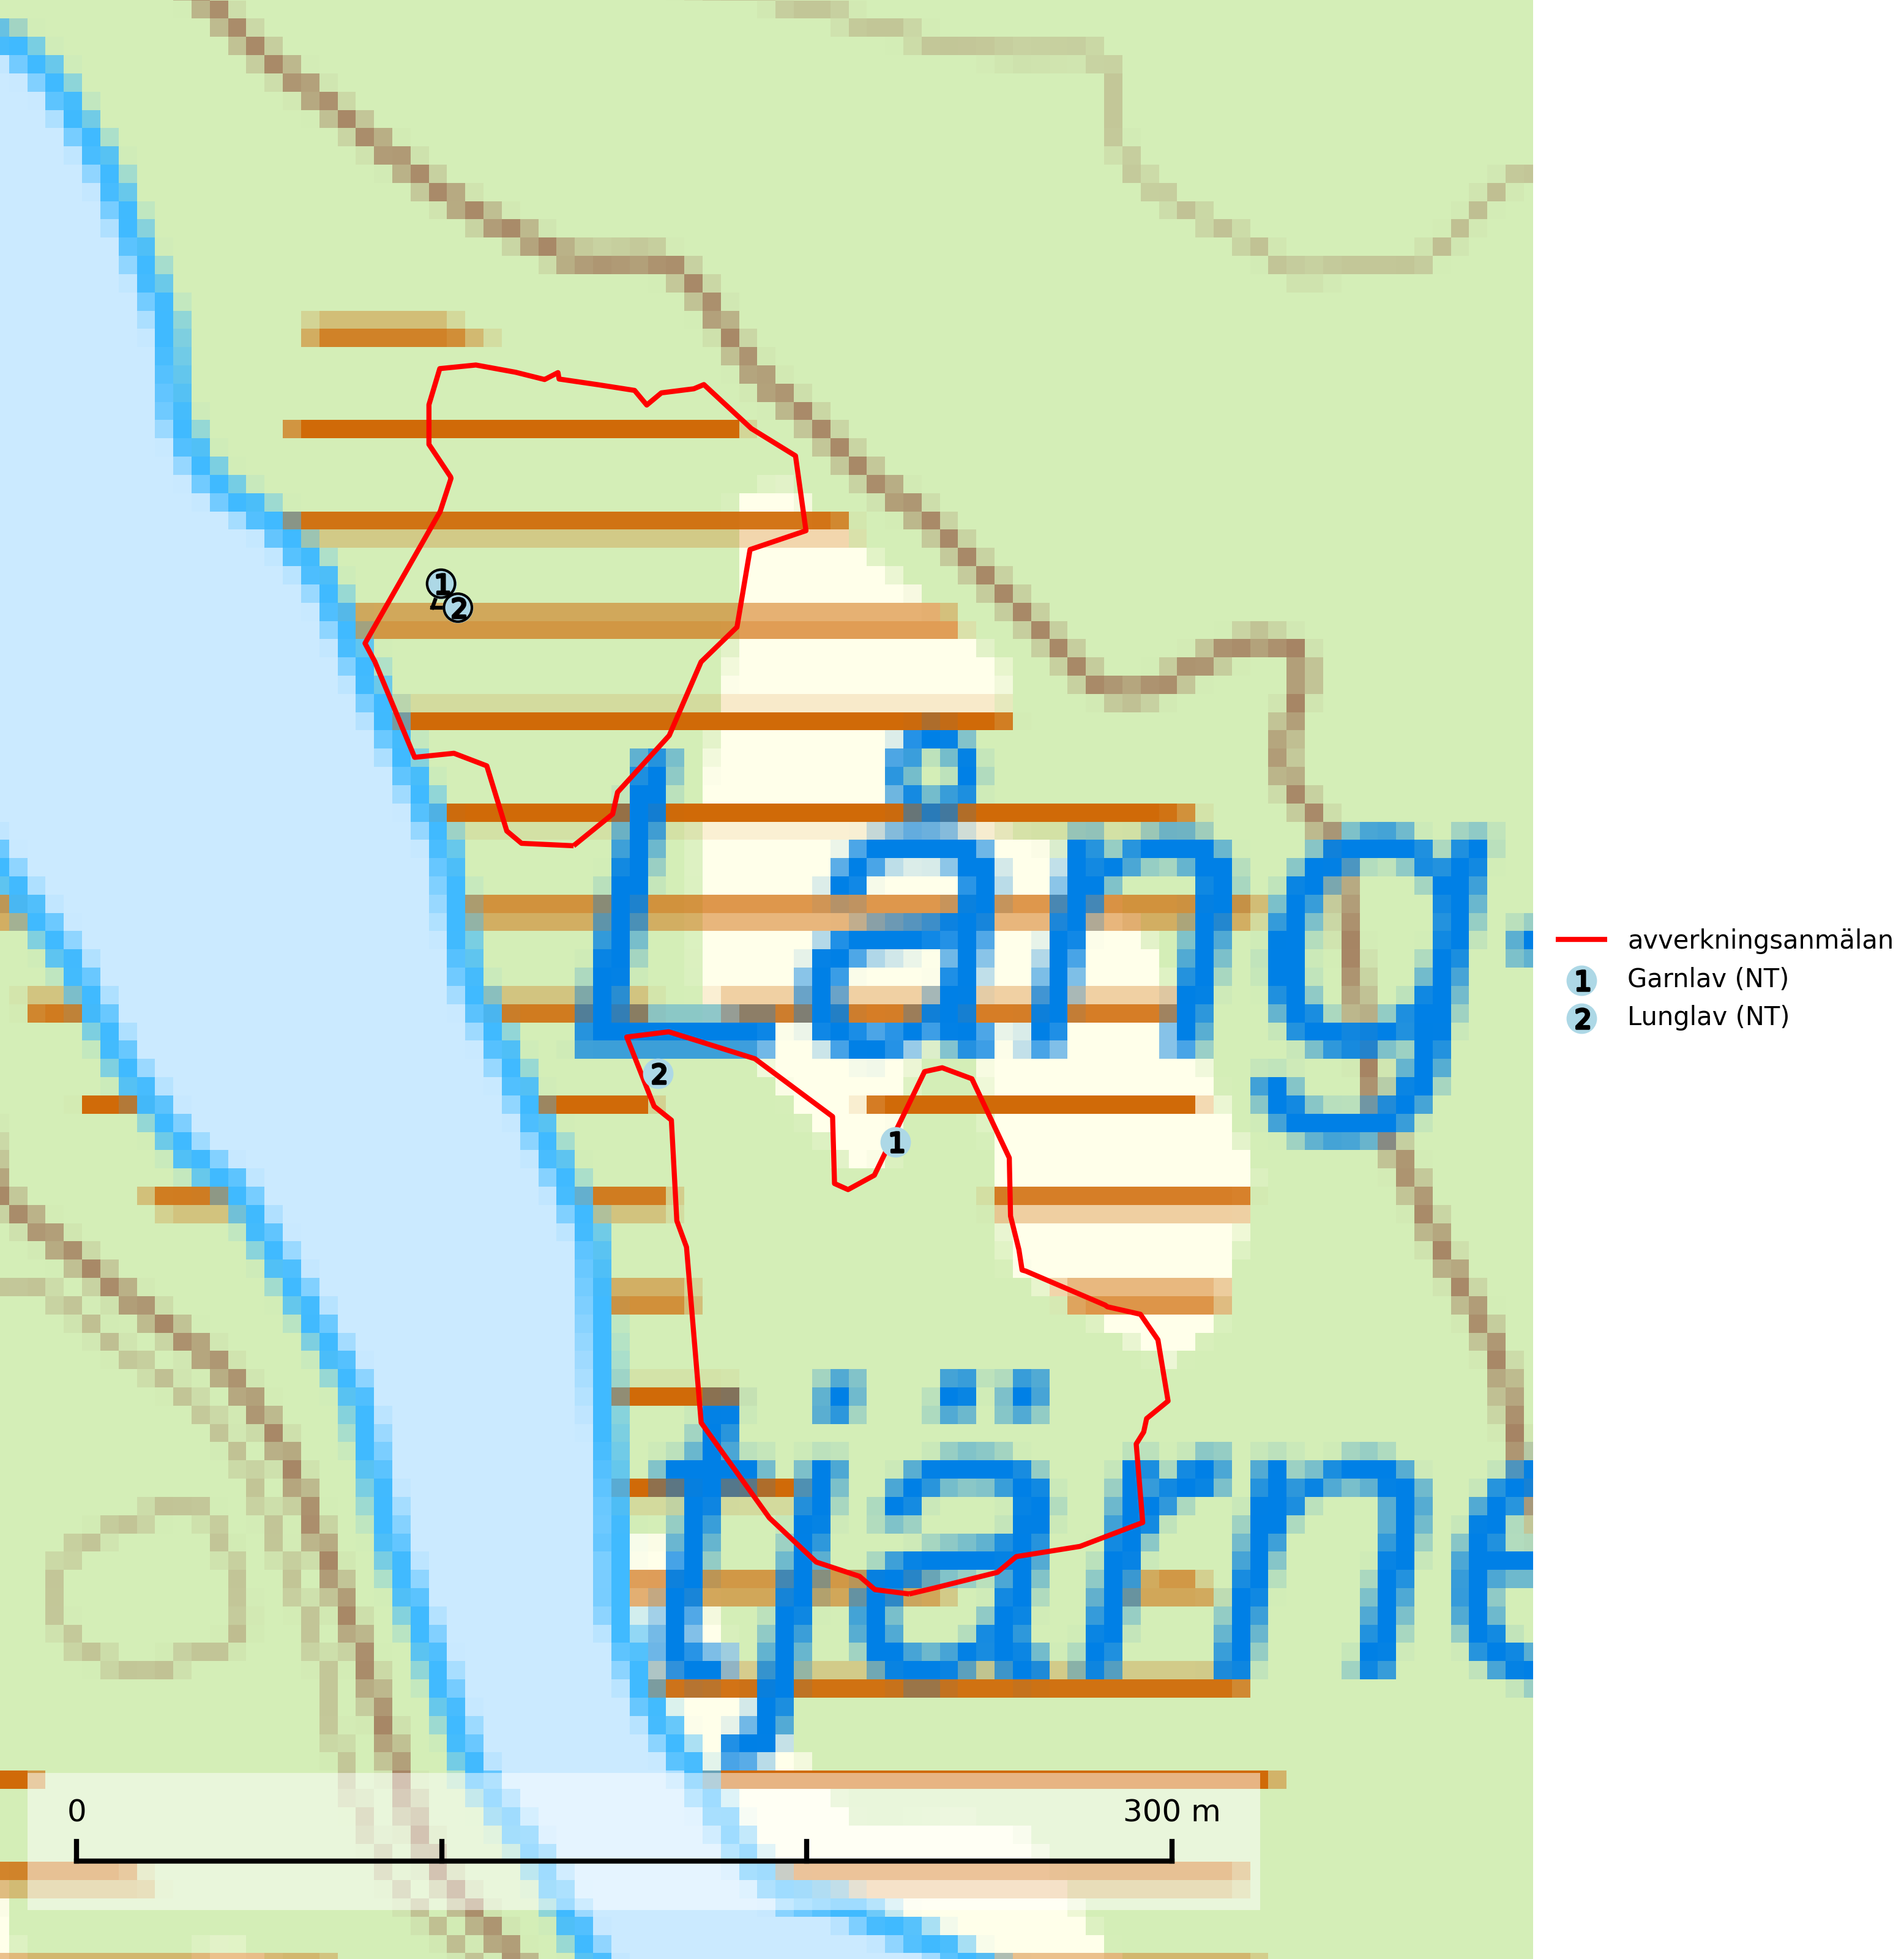 1
2
Lång-
2
1
tjärne
0 300 m
avverkningsanmälan
1 Garnlav (NT)
2 Lunglav (NT)